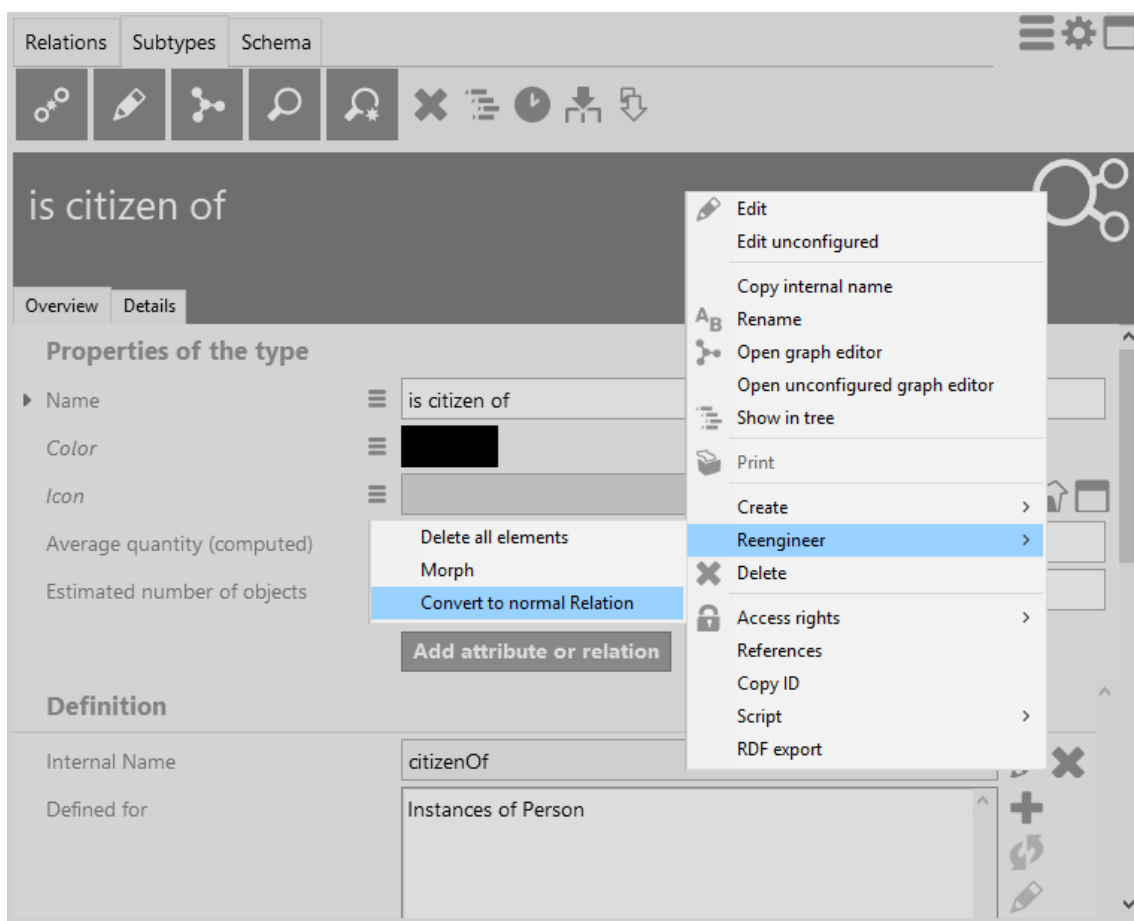 Relations Subtypes Schema
is citizen of
Overview Details
Properties of the type
Name is citizen of
Color
Icon
Average quantity (computed)
Estimated number of objects
Add attribute or relation
Definition
Internal Name citizenOf
Defined for Instances of Person
Edit
Edit unconfigured
Copy internal name
AB Rename
Open graph editor
Open unconfigured graph editor
Show in tree
Print
Create
Reengineer
Delete
Access rights
References
Copy ID
Script
RDF export
Delete all elements
Morph
Convert to normal Relation